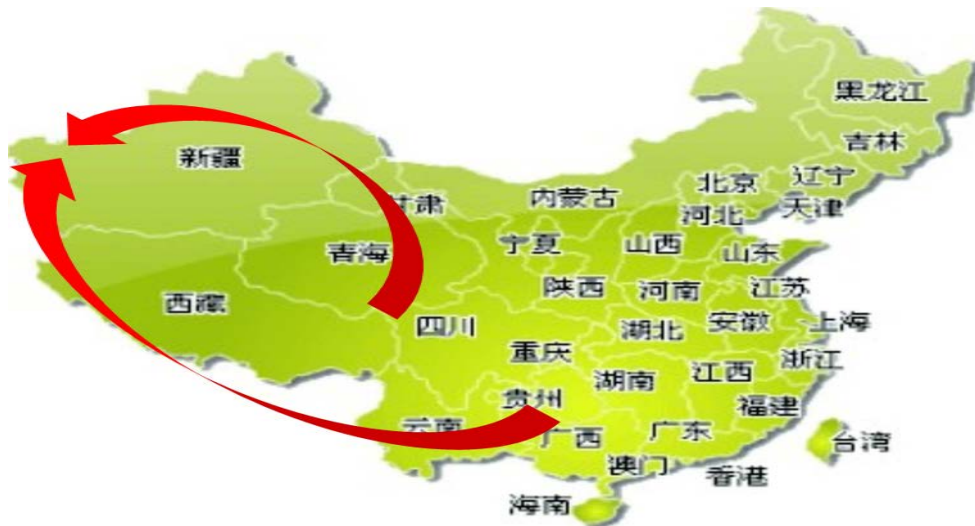 黑龙江
吉林
辽宁
北京
天津
河北
内蒙古
新疆
甘肃
宁夏
山西
山东
青海
陕西
河南
江苏
西藏
四川
湖北
安徽
上海
重庆
湖南
江西
浙江
贵州
福建
云南
广西
广东
台湾
澳门
香港
海南